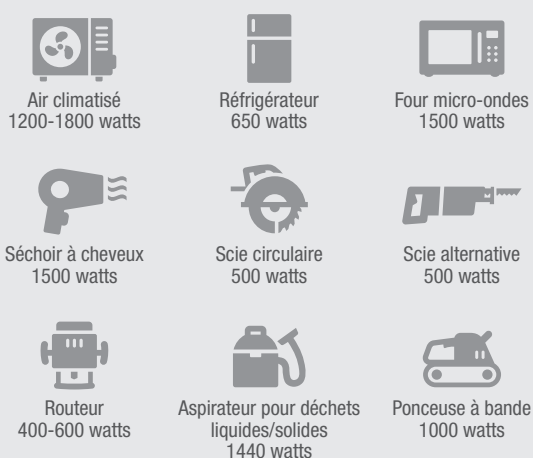 Air climatisé
1200-1800 watts
Réfrigérateur
650 watts
Four micro-ondes
1500 watts
Séchoir à cheveux
1500 watts
Scie circulaire
500 watts
Scie alternative
500 watts
Routeur
400-600 watts
Aspirateur pour déchets
liquides/solides
1440 watts
Ponceuse à bande
1000 watts